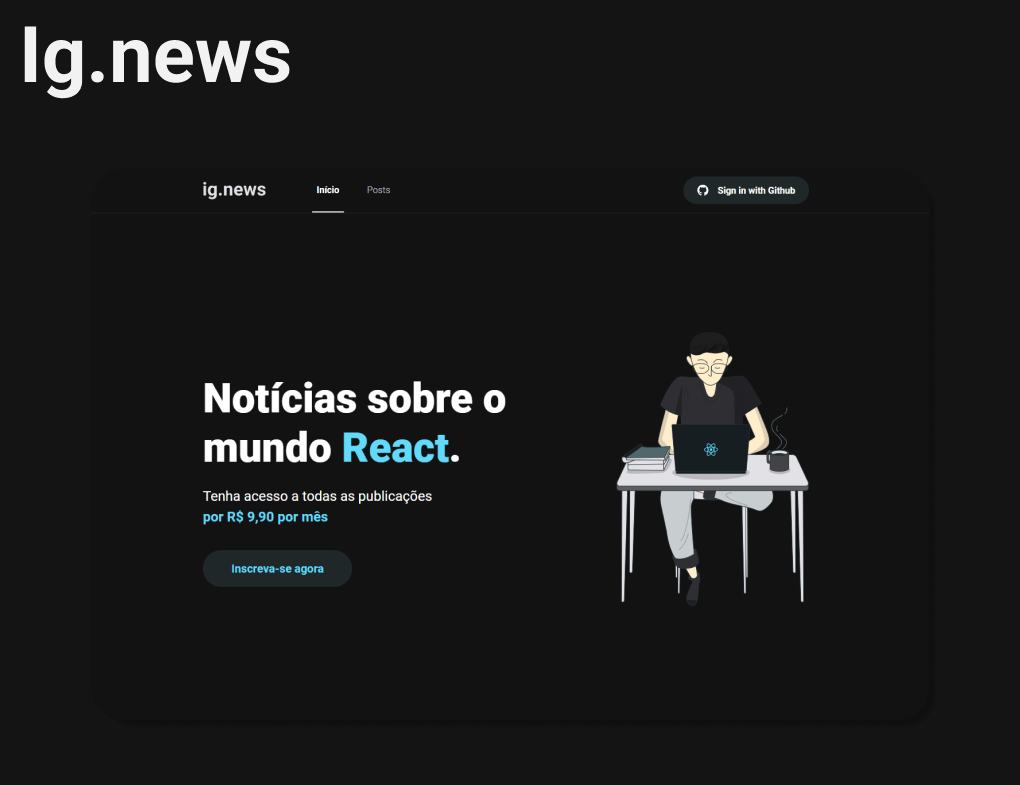 Ig.news
ig.news
Início
Posts
Sign in with Github
Notícias sobre o
mundo React.
Tenha acesso a todas as publicações
por R$ 9,90 por mês
Inscreva-se agora